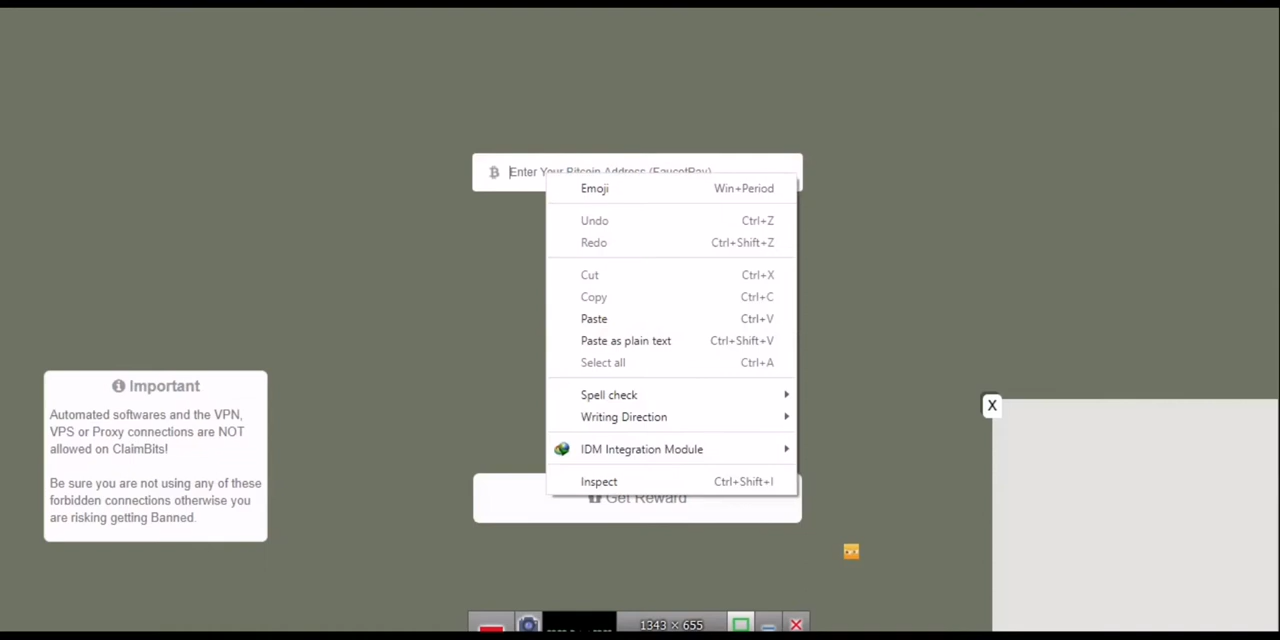 Enter Your Bitcoin Address (FaucetPay)
Emoji Win+Period
Undo Ctrl+Z
Redo Ctrl+Shift+Z
Cut Ctrl+X
Copy Ctrl+C
Paste Ctrl+V
Paste as plain text Ctrl+Shift+V
Select all Ctrl+A
Spell check
Writing Direction
IDM Integration Module
Inspect Ctrl+Shift+I
Get Reward
Important
Automated softwares and the VPN,
VPS or Proxy connections are NOT
allowed on ClaimBits!
Be sure you are not using any of these
forbidden connections otherwise you
are risking getting Banned.
X
1343 × 655